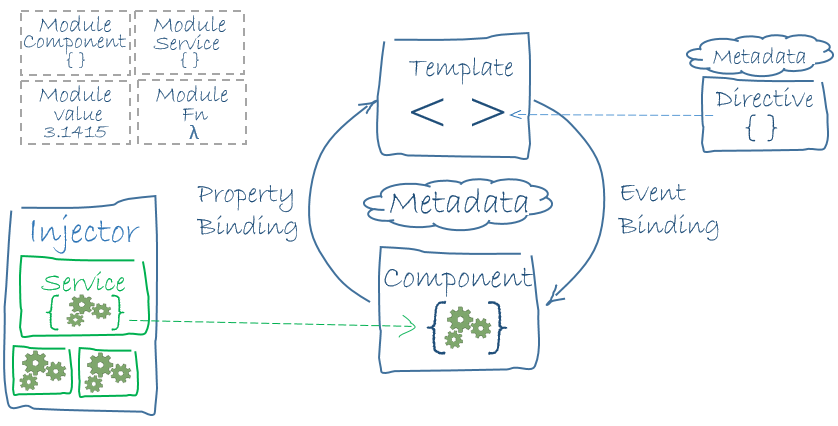 Module
Component
{ }
Module
Service
{ }
Module
value
3.1415
Module
Fn
λ
Template
< >
Metadata
Directive
{ }
Property
Binding
Metadata
Event
Binding
Injector
Service
{ }
Component
{ }